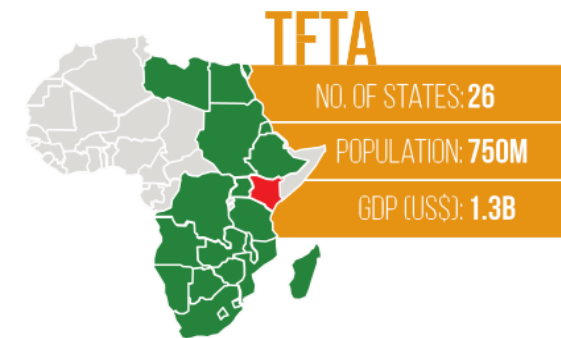 TFTA
NO. OF STATES: 26
POPULATION: 750M
GDP (US$): 1.3B